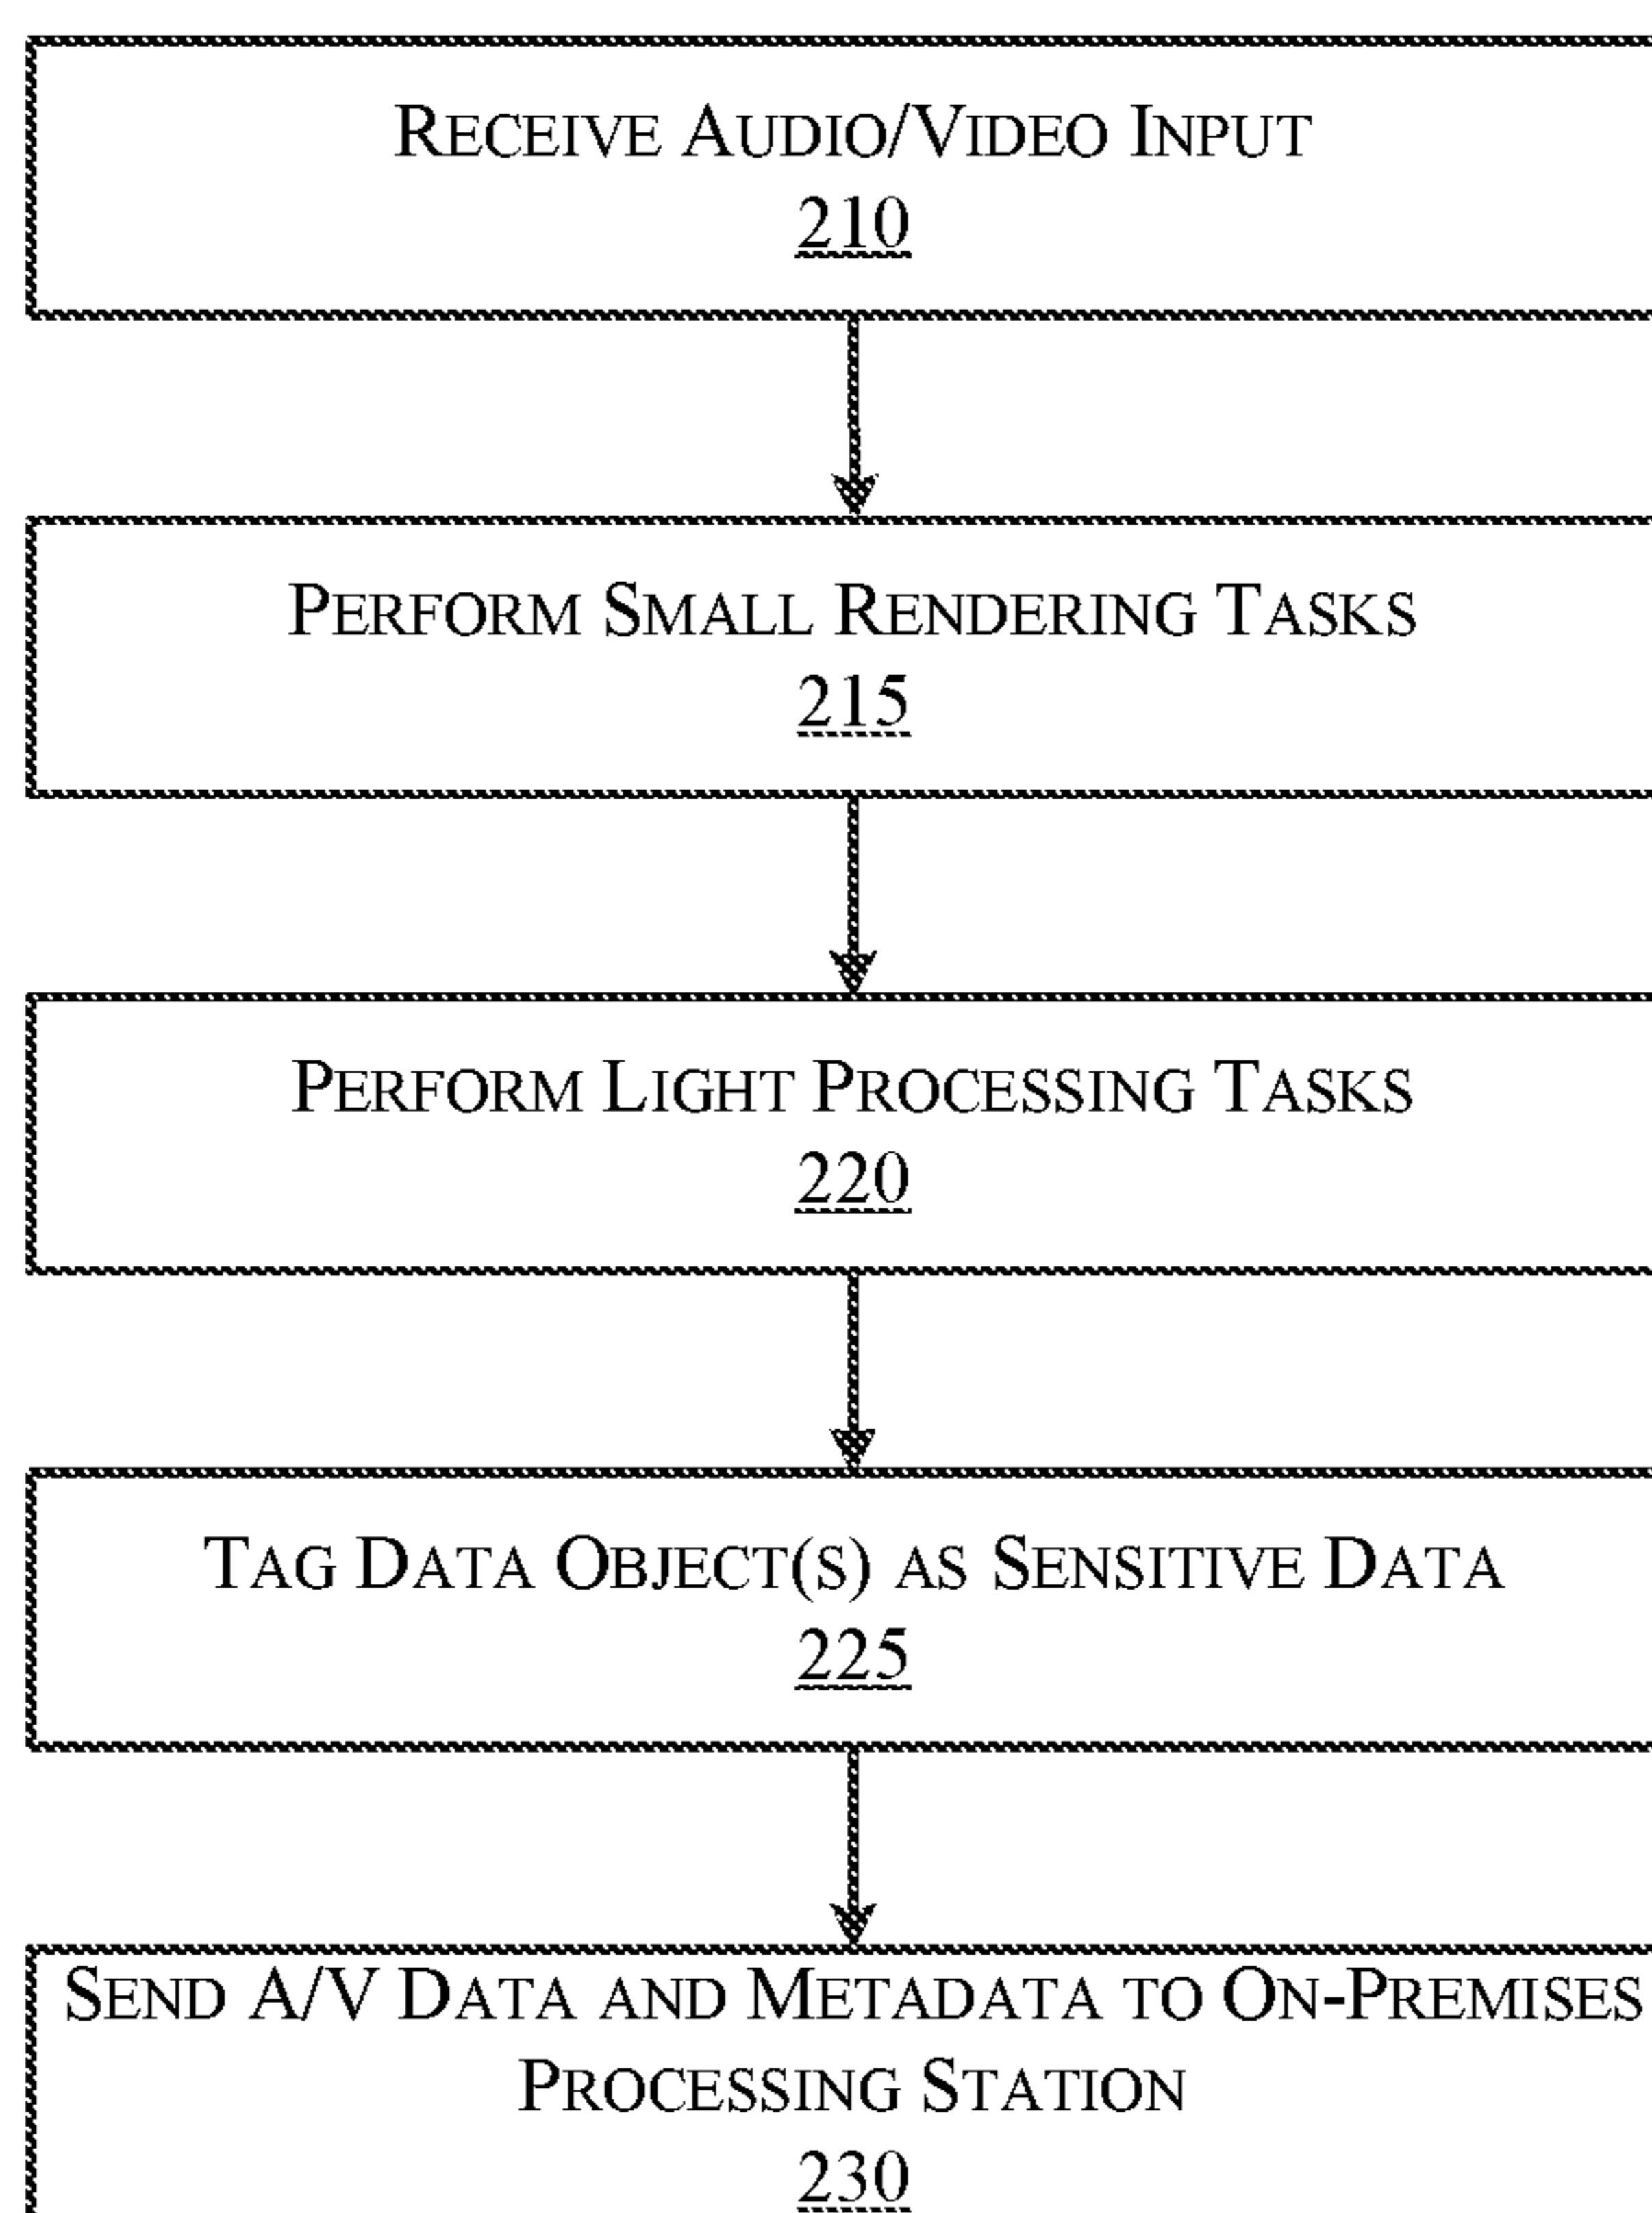 RECEIVE AUDIO/VIDEO INPUT
210
PERFORM SMALL RENDERING TASKS
215
PERFORM LIGHT PROCESSING TASKS
220
TAG DATA OBJECT(S) AS SENSITIVE DATA
225
SEND A/V DATA AND METADATA TO ON-PREMISES
PROCESSING STATION
230